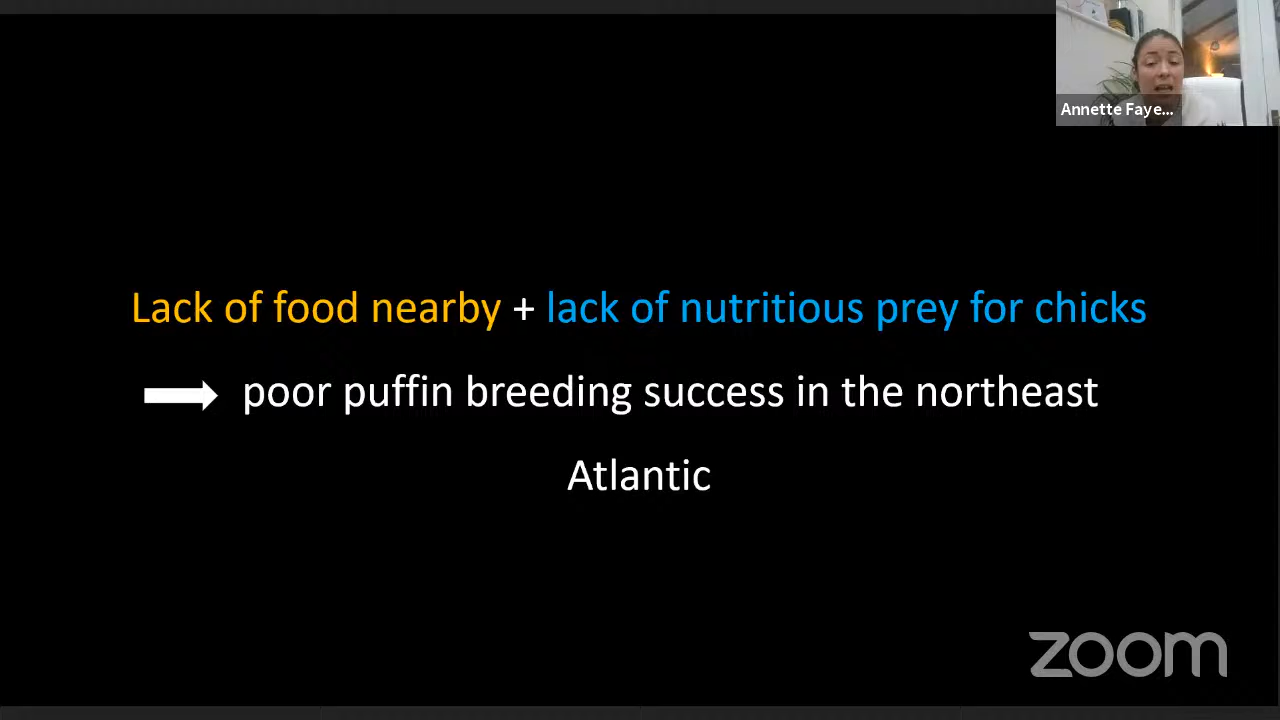 Annette Faye...
Lack of food nearby + lack of nutritious prey for chicks
poor puffin breeding success in the northeast
Atlantic
zoom